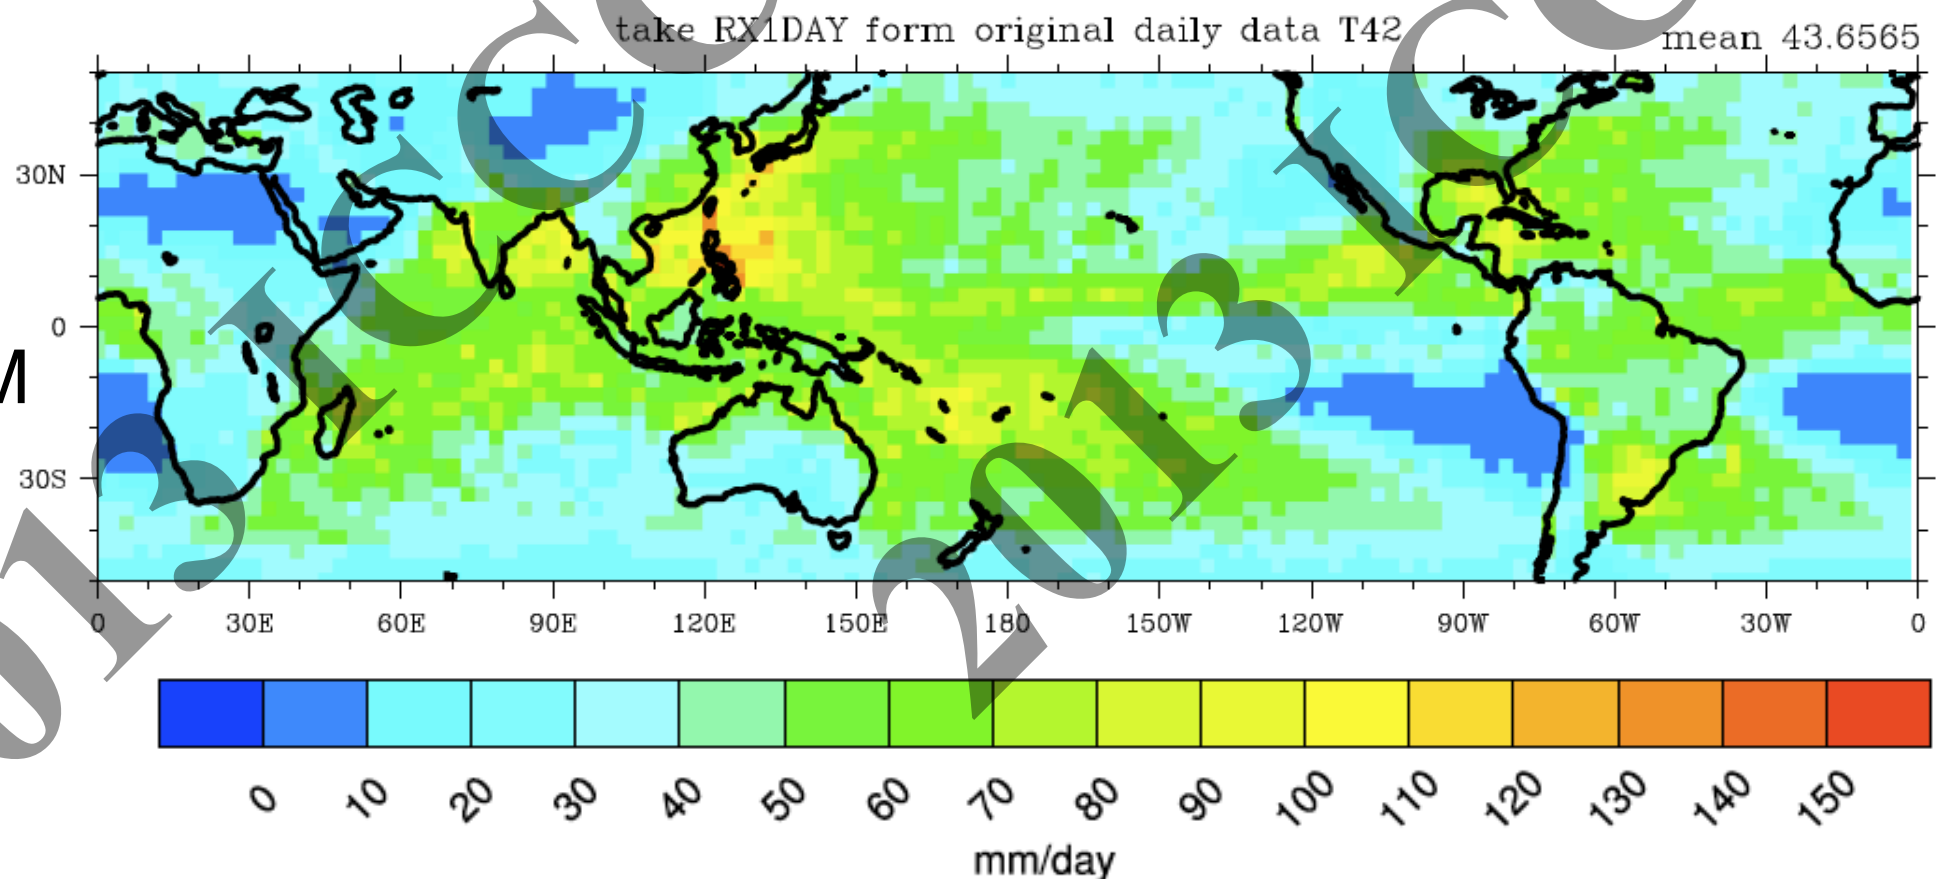 take RX1DAY form original daily data T42
mean 43.6565
30N
0
30S
M
0 30E 60E 90E 120E 150E 180 150W 120W 90W 60W 30W 0
0 10 20 30 40 50 60 70 80 90 100 110 120 130 140 150
mm/day
2013 ICC
2013 ICC